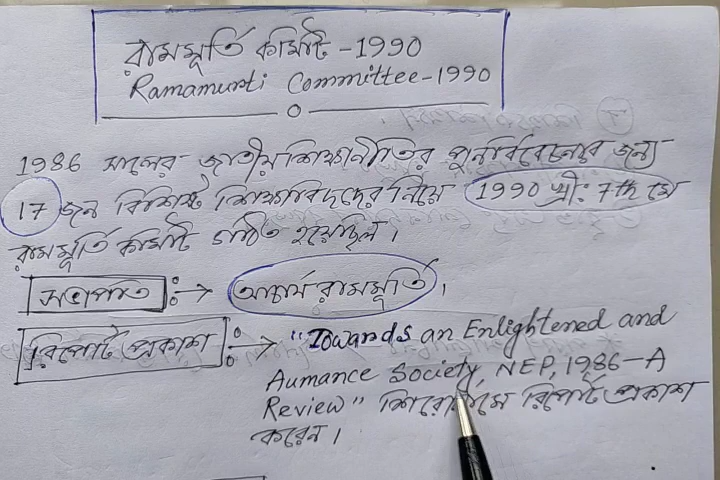 রামমূর্তি কমিটি -1990
Ramamurti Committee-1990
1986 সালের জাতীয় শিক্ষানীতির পুনর্বিবেচনার জন্য
17 জন বিশিষ্ট শিক্ষাবিদদের নিয়ে 1990 খ্রীঃ 7th মে
রামমূর্তি কমিটি গঠিত হয়েছিল।
সভাপতি : → আচার্য রামমূর্তি।
রিপোর্ট প্রকাশ : → "Towards an Enlightened and
Aumance Society, NEP, 1986-A
Review" শিরোনামে রিপোর্ট প্রকাশ
করেন।